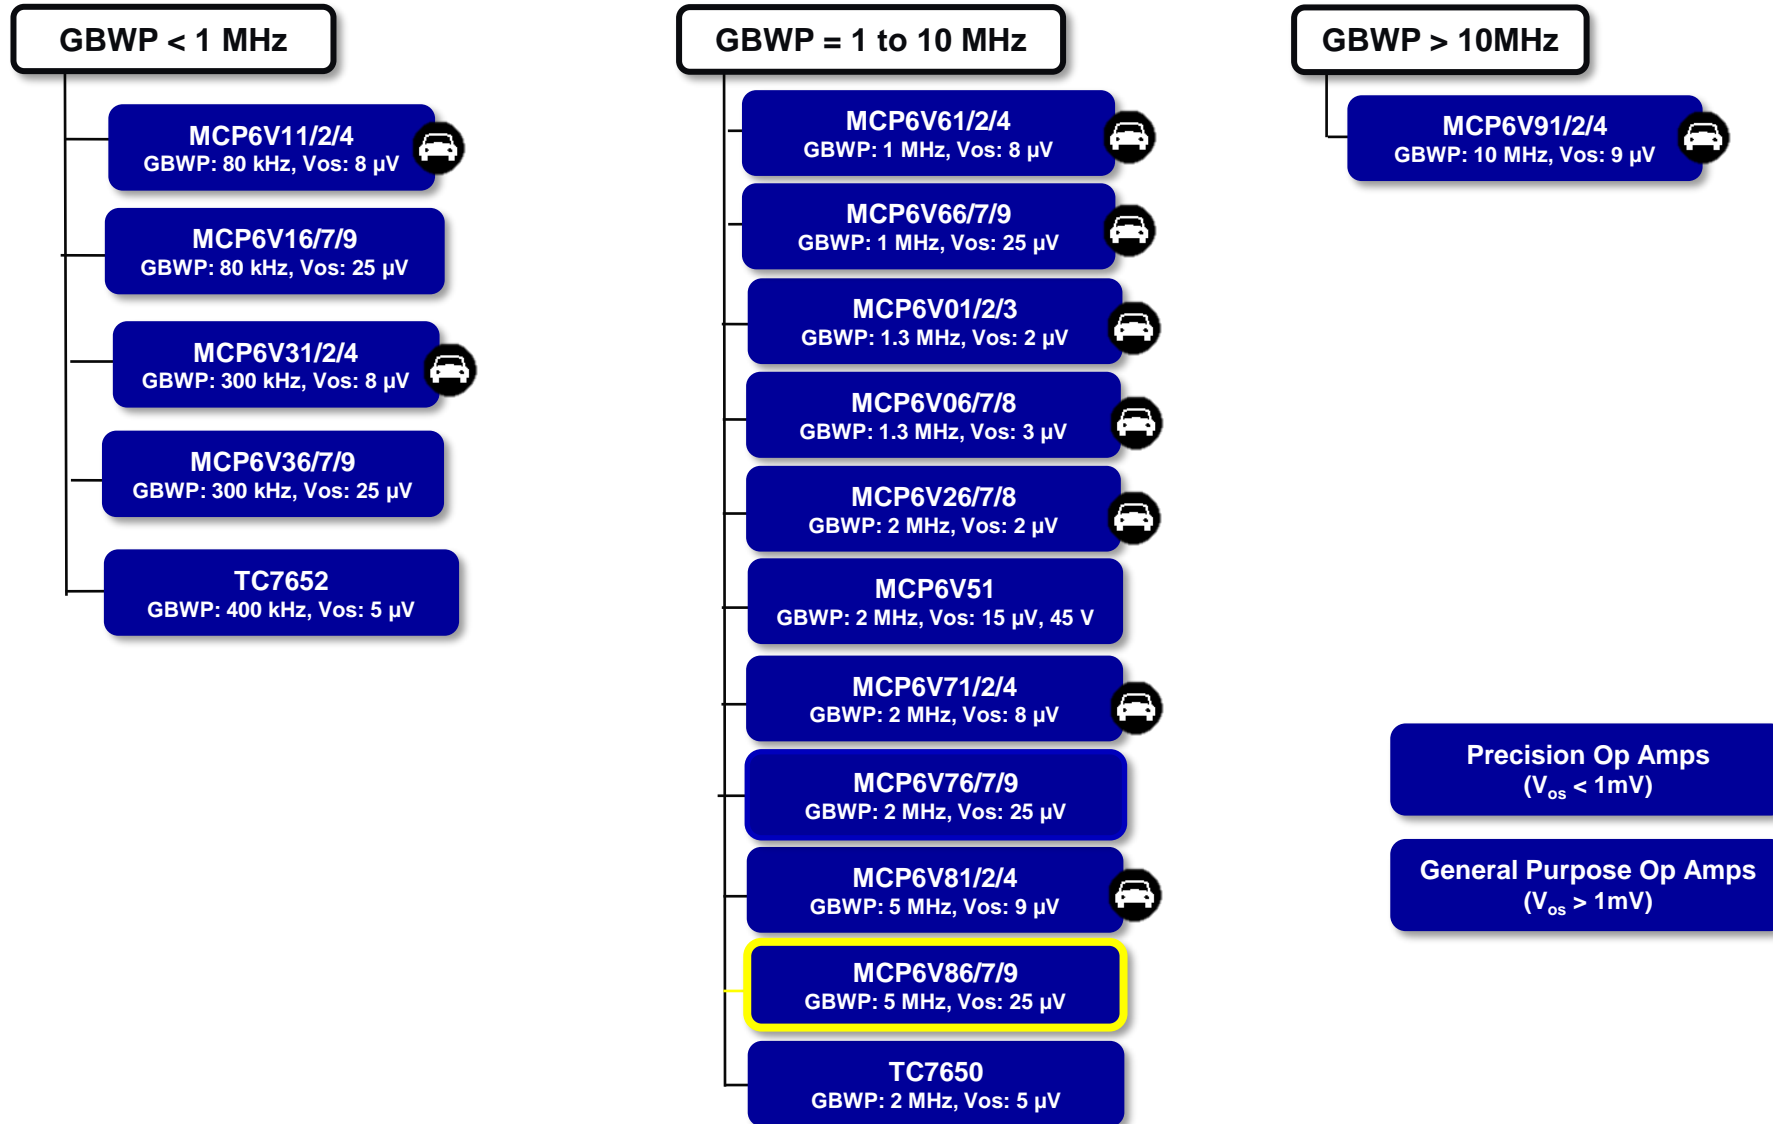 GBWP < 1 MHz
MCP6V11/2/4
GBWP: 80 kHz, Vos: 8 µV
MCP6V16/7/9
GBWP: 80 kHz, Vos: 25 µV
MCP6V31/2/4
GBWP: 300 kHz, Vos: 8 µV
MCP6V36/7/9
GBWP: 300 kHz, Vos: 25 µV
TC7652
GBWP: 400 kHz, Vos: 5 µV
GBWP = 1 to 10 MHz
MCP6V61/2/4
GBWP: 1 MHz, Vos: 8 µV
MCP6V66/7/9
GBWP: 1 MHz, Vos: 25 µV
MCP6V01/2/3
GBWP: 1.3 MHz, Vos: 2 µV
MCP6V06/7/8
GBWP: 1.3 MHz, Vos: 3 µV
MCP6V26/7/8
GBWP: 2 MHz, Vos: 2 µV
MCP6V51
GBWP: 2 MHz, Vos: 15 µV, 45 V
MCP6V71/2/4
GBWP: 2 MHz, Vos: 8 µV
MCP6V76/7/9
GBWP: 2 MHz, Vos: 25 µV
MCP6V81/2/4
GBWP: 5 MHz, Vos: 9 µV
MCP6V86/7/9
GBWP: 5 MHz, Vos: 25 µV
TC7650
GBWP: 2 MHz, Vos: 5 µV
GBWP > 10MHz
MCP6V91/2/4
GBWP: 10 MHz, Vos: 9 µV
Precision Op Amps
(Vos < 1mV)
General Purpose Op Amps
(Vos > 1mV)